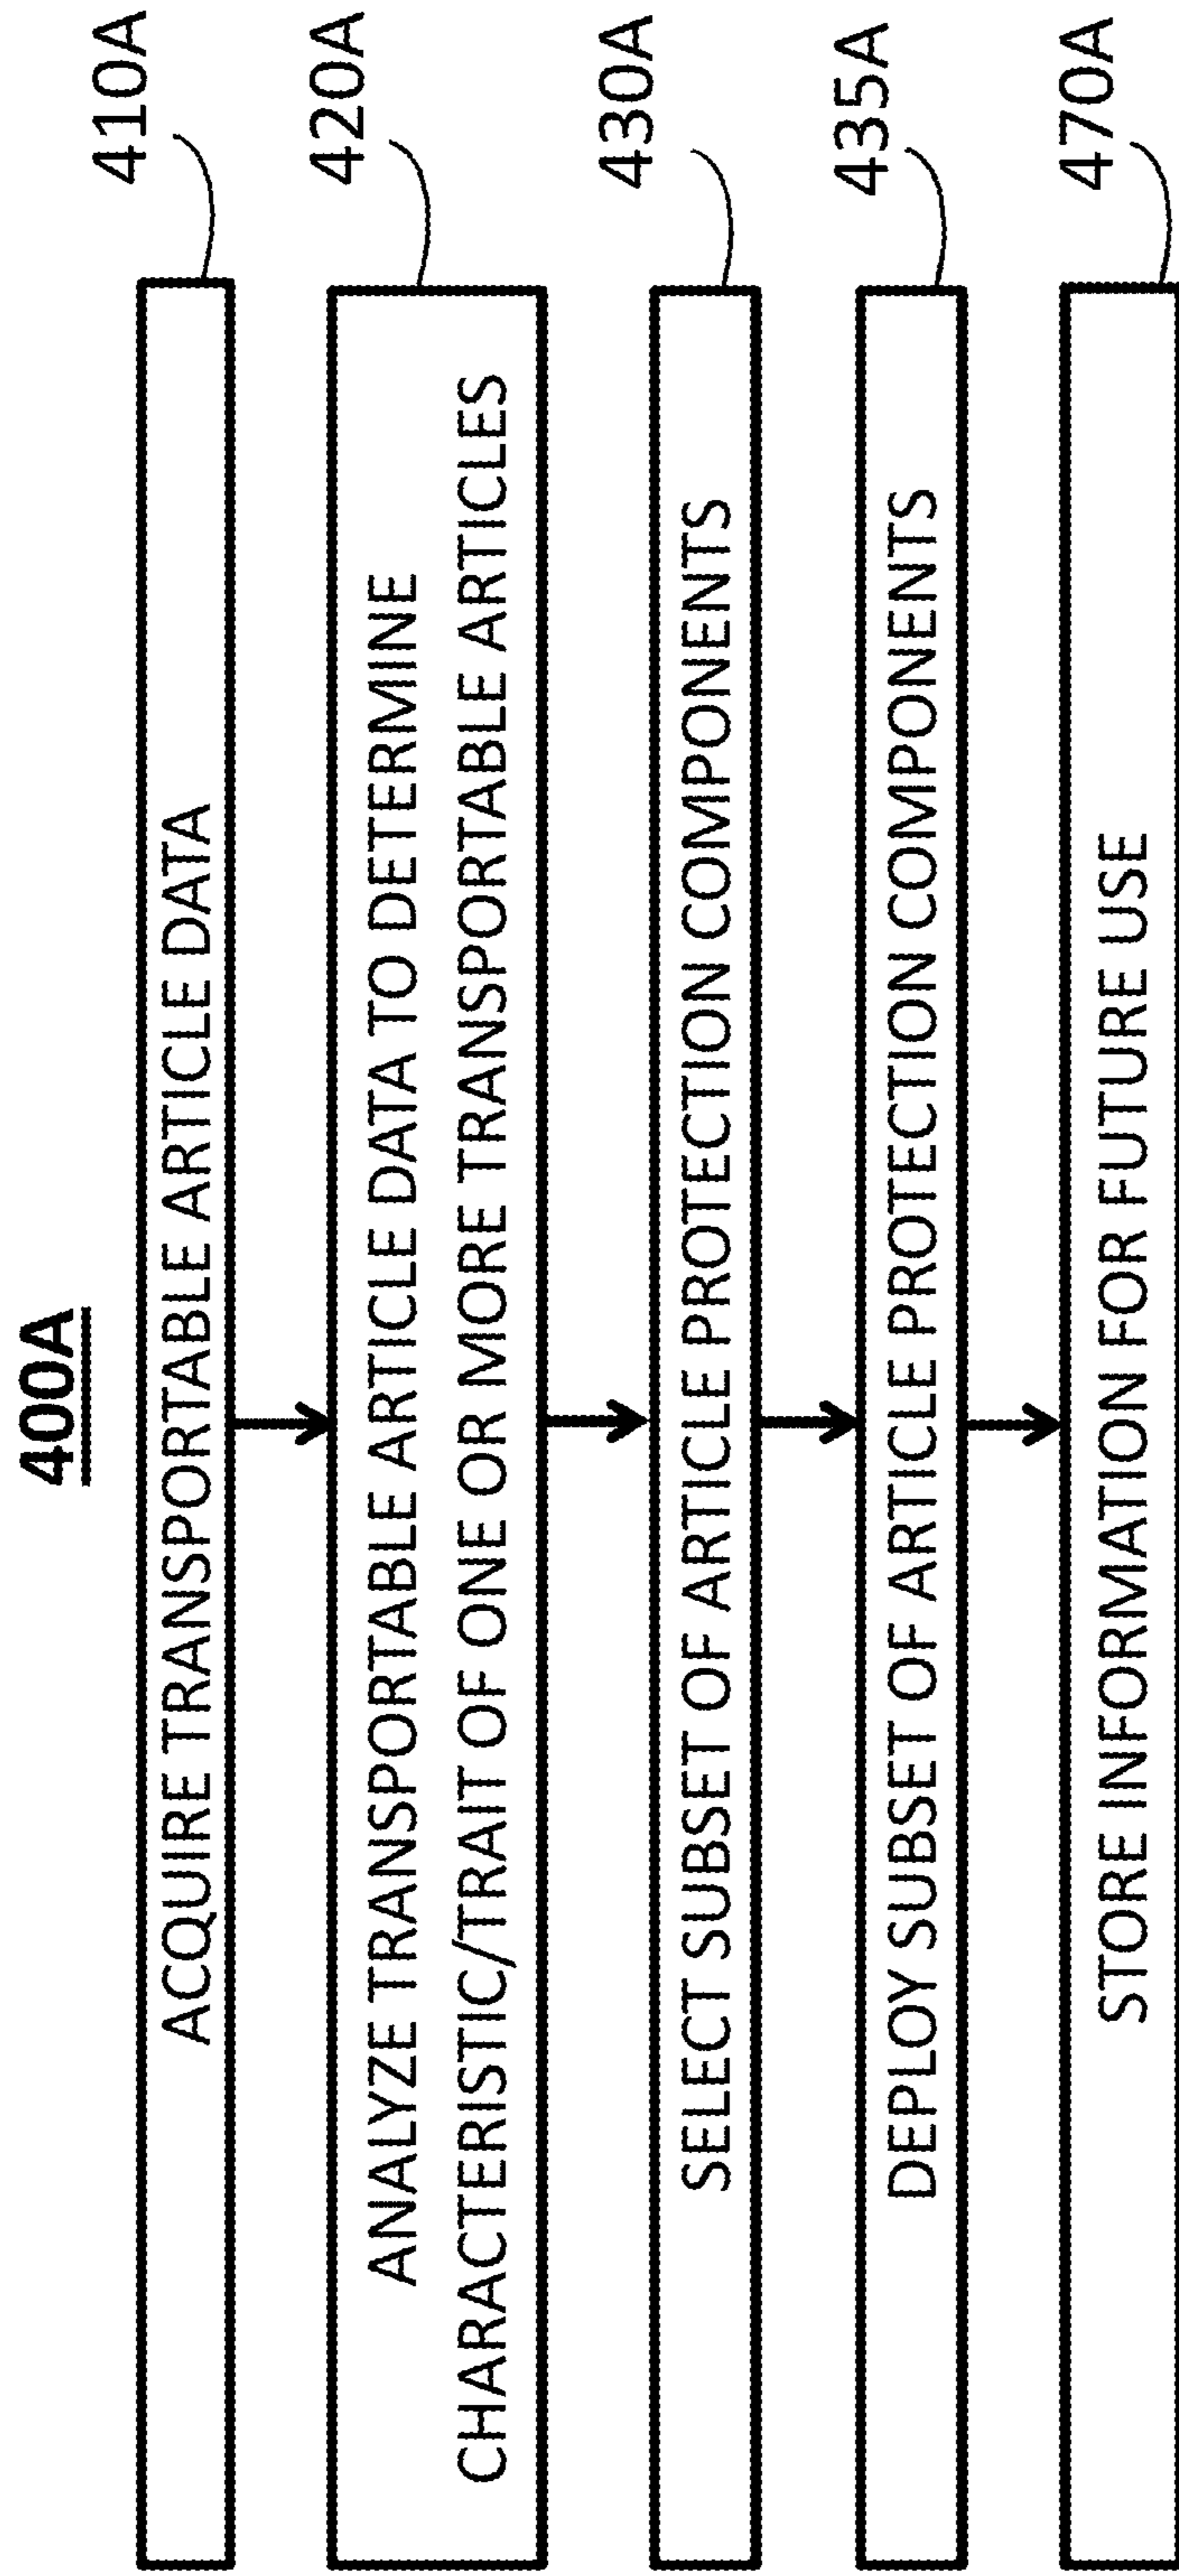 400A
410A
ACQUIRE TRANSPORTABLE ARTICLE DATA
420A
ANALYZE TRANSPORTABLE ARTICLE DATA TO DETERMINE
CHARACTERISTIC/TRAIT OF ONE OR MORE TRANSPORTABLE ARTICLES
430A
SELECT SUBSET OF ARTICLE PROTECTION COMPONENTS
435A
DEPLOY SUBSET OF ARTICLE PROTECTION COMPONENTS
470A
STORE INFORMATION FOR FUTURE USE